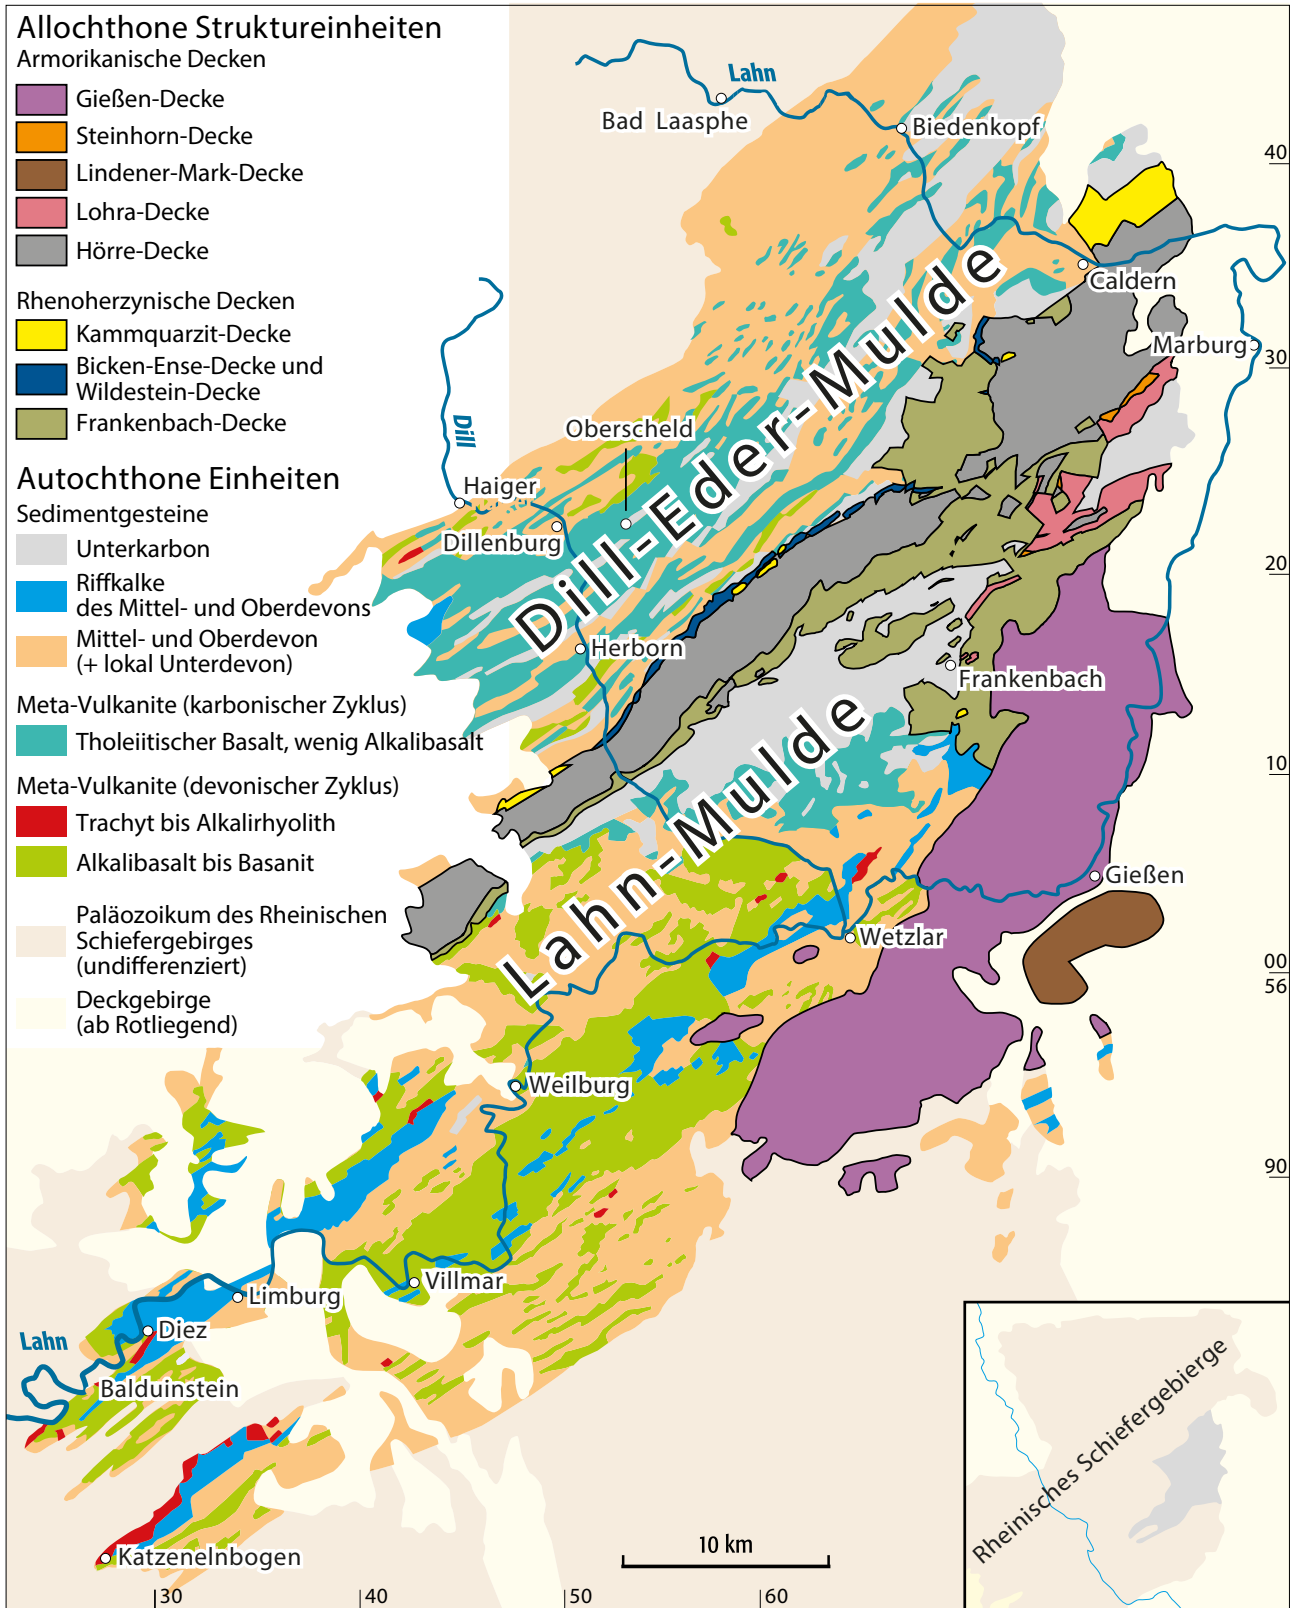 Allochthone Struktureinheiten
Armorikanische Decken
Gießen-Decke
Steinhorn-Decke
Lindener-Mark-Decke
Lohra-Decke
Hörre-Decke
Rhenoherzynische Decken
Kammquarzit-Decke
Bicken-Ense-Decke und
Wildestein-Decke
Frankenbach-Decke
Autochthone Einheiten
Sedimentgesteine
Unterkarbon
Riffkalke
des Mittel- und Oberdevons
Mittel- und Oberdevon
(+ lokal Unterdevon)
Meta-Vulkanite (karbonischer Zyklus)
Tholeiitischer Basalt, wenig Alkalibasalt
Meta-Vulkanite (devonischer Zyklus)
Trachyt bis Alkalirhyolith
Alkalibasalt bis Basanit
Paläozoikum des Rheinischen
Schiefergebirges
(undifferenziert)
Deckgebirge
(ab Rotliegend)
Lahn
Bad Laasphe
Biedenkopf
40
Caldern
Marburg
30
Dill-Eder-Mulde
Oberscheld
Dill
Haiger
Dillenburg
20
Herborn
Frankenbach
Lahn-Mulde
10
Gießen
Wetzlar
00
56
Weilburg
90
Villmar
Limburg
Diez
Lahn
Balduinstein
Katzenelnbogen
10 km
Rheinisches Schiefergebierge
30
40
50
60